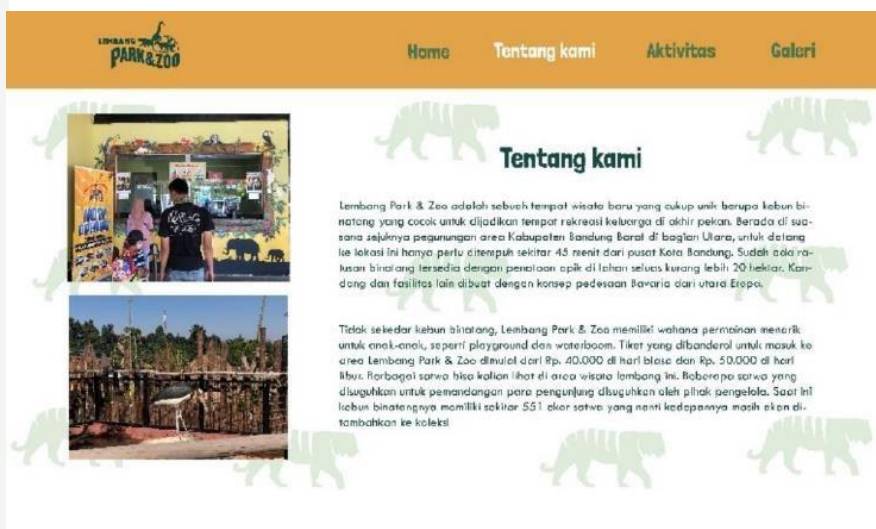 LEMBANG
PARK & ZOO
Home
Tentang kami
Aktivitas
Galeri
Tentang kami
Lembang Park & Zoo adalah sebuah tempat wisata baru yang cukup unik berupa kebun bi-
natang yang cocok untuk dijadikan tempat rekreasi keluarga di akhir pekan. Berada di sua-
sana sejuknya pegunungan area Kabupaten Bandung Barat di bagian Utara, untuk datang
ke lokasi ini hanya perlu ditempuh sekitar 45 menit dari pusat Kota Bandung. Sudah ada ra-
tusan binatang tersedia dengan penataan apik di lahan seluas kurang lebih 20 hektar. Kan-
dang dan fasilitas lain dibuat dengan konsep pedesaan Bavaria dari utara Eropa.
Tidak sekedar kebun binatang, Lembang Park & Zoo memiliki wahana permainan menarik
untuk anak-anak, seperti playground dan waterboom. Tiket yang dibanderol untuk masuk ke
area Lembang Park & Zoo dimulai dari Rp. 40.000 di hari biasa dan Rp. 50.000 di hari
libur. Berbagai satwa bisa kalian lihat di area wisata lembang ini. Beberapa satwa yang
disuguhkan untuk pemandangan para pengunjung disuguhkan oleh pihak pengelola. Saat ini
kebun binatangnya memiliki sekitar 551 ekor satwa yang nanti kedepannya masih akan di-
tambahkan ke koleksi